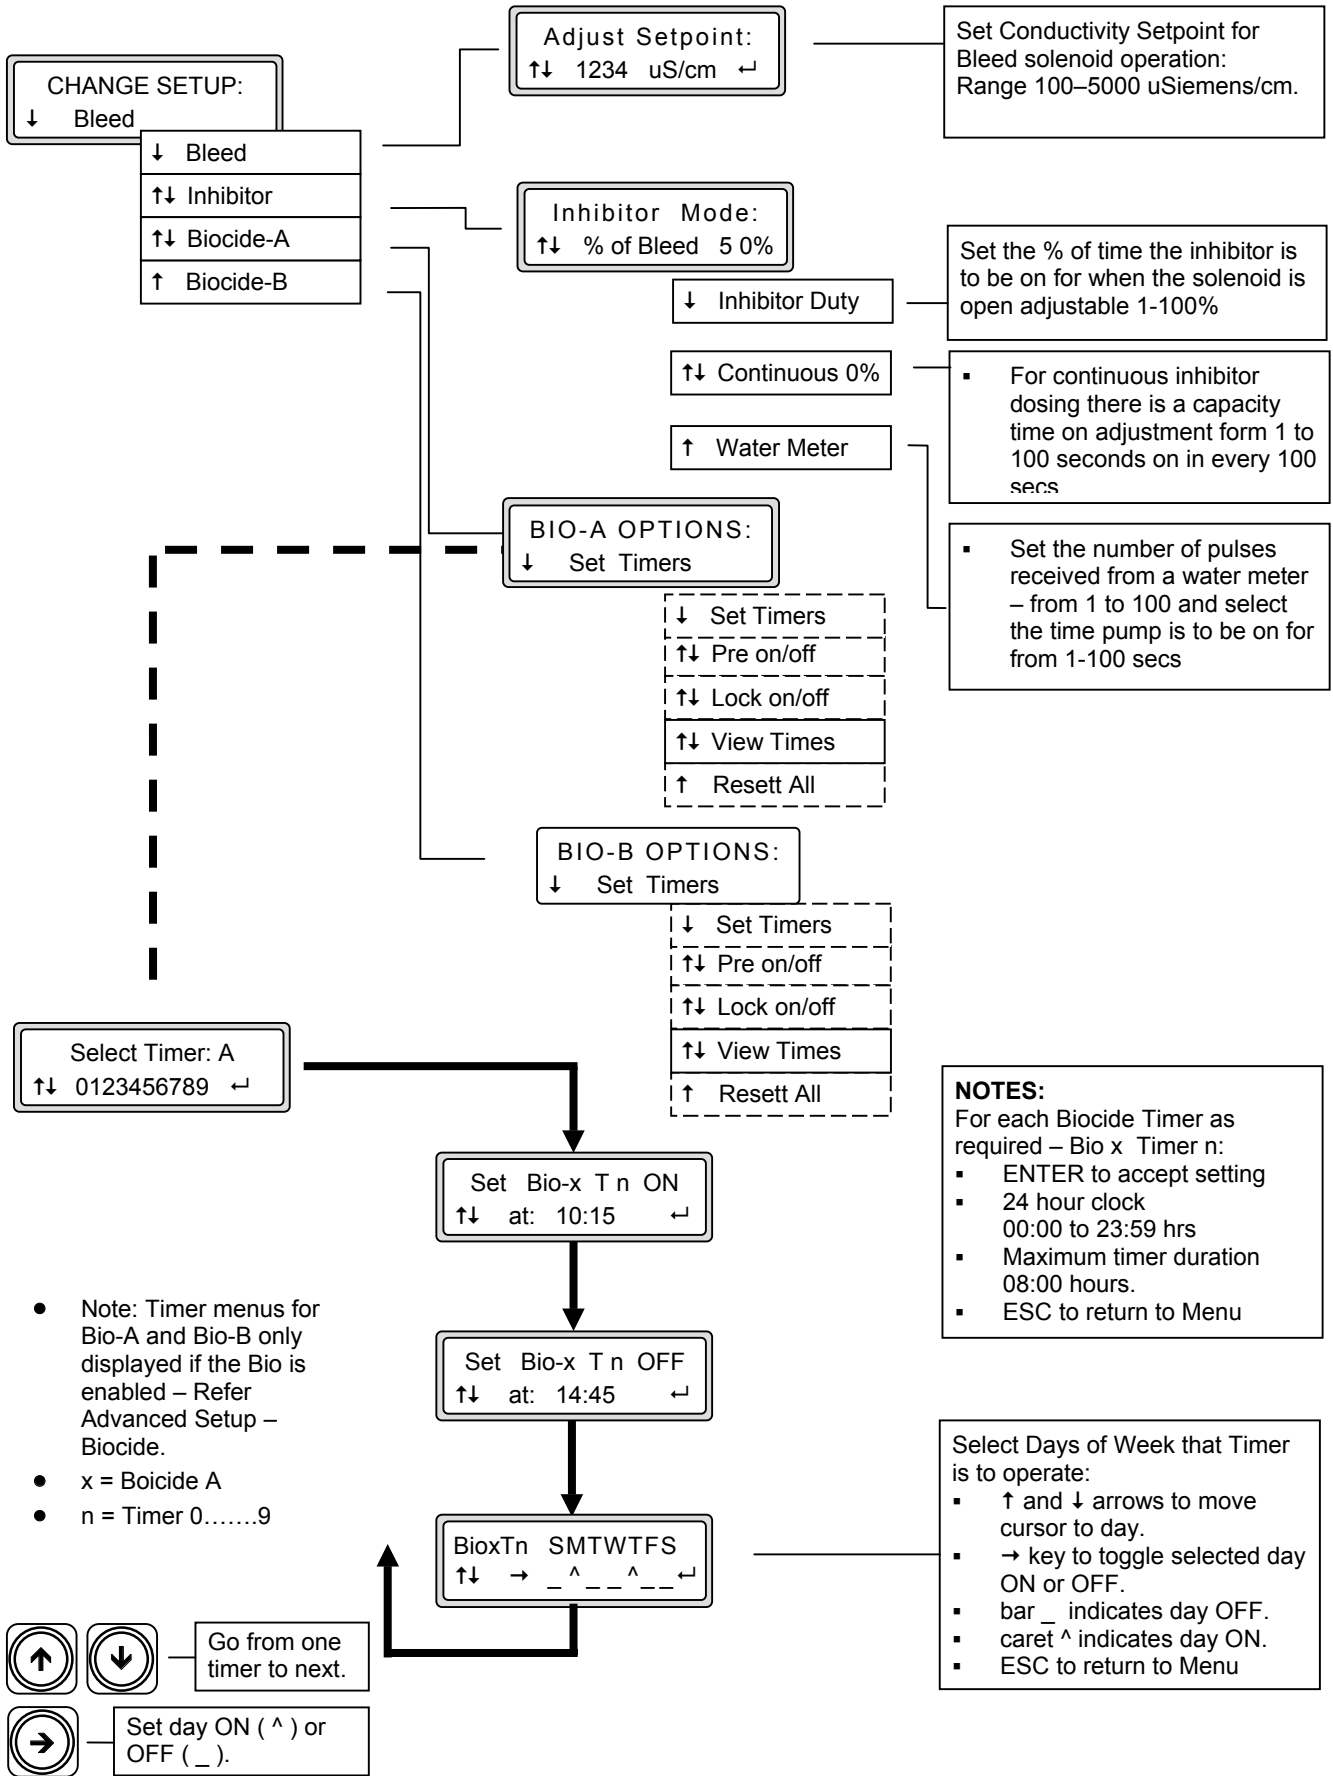 CHANGE SETUP:
↓ Bleed
↓ Bleed
↑↓ Inhibitor
↑↓ Biocide-A
↑ Biocide-B
Adjust Setpoint:
↑↓ 1234 uS/cm ↵
Set Conductivity Setpoint for
Bleed solenoid operation:
Range 100–5000 uSiemens/cm.
Inhibitor Mode:
↑↓ % of Bleed 5 0%
↓ Inhibitor Duty
Set the % of time the inhibitor is
to be on for when the solenoid is
open adjustable 1-100%
↑↓ Continuous 0%
▪ For continuous inhibitor
dosing there is a capacity
time on adjustment form 1 to
100 seconds on in every 100
secs
↑ Water Meter
▪ Set the number of pulses
received from a water meter
– from 1 to 100 and select
the time pump is to be on for
from 1-100 secs
BIO-A OPTIONS:
↓ Set Timers
↓ Set Timers
↑↓ Pre on/off
↑↓ Lock on/off
↑↓ View Times
↑ Resett All
BIO-B OPTIONS:
↓ Set Timers
↓ Set Timers
↑↓ Pre on/off
↑↓ Lock on/off
↑↓ View Times
↑ Resett All
Select Timer: A
↑↓ 0123456789 ↵
Set Bio-x T n ON
↑↓ at: 10:15 ↵
NOTES:
For each Biocide Timer as
required – Bio x Timer n:
▪ ENTER to accept setting
▪ 24 hour clock
00:00 to 23:59 hrs
▪ Maximum timer duration
08:00 hours.
▪ ESC to return to Menu
● Note: Timer menus for
Bio-A and Bio-B only
displayed if the Bio is
enabled – Refer
Advanced Setup –
Biocide.
● x = Boicide A
● n = Timer 0…….9
Set Bio-x T n OFF
↑↓ at: 14:45 ↵
BioxTn SMTWTFS
↑↓ → _ ^ _ _ ^ _ _ ↵
Select Days of Week that Timer
is to operate:
▪ ↑ and ↓ arrows to move
cursor to day.
▪ → key to toggle selected day
ON or OFF.
▪ bar _ indicates day OFF.
▪ caret ^ indicates day ON.
▪ ESC to return to Menu
↑ ↓
Go from one
timer to next.
→
Set day ON ( ^ ) or
OFF ( _ ).